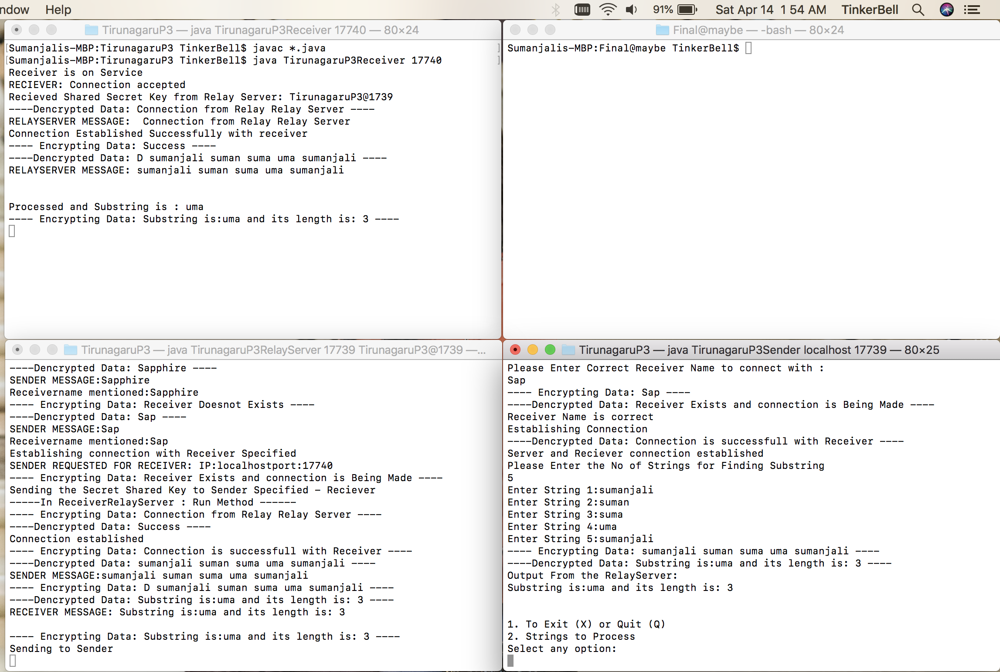 ndow Help 91% Sat Apr 14 1 54 AM TinkerBell
TirunagaruP3 — java TirunagaruP3Receiver 17740 — 80×24
[Sumanjalis-MBP:TirunagaruP3 TinkerBell$ javac *.java ]
[Sumanjalis-MBP:TirunagaruP3 TinkerBell$ java TirunagaruP3Receiver 17740 ]
Receiver is on Service
RECIEVER: Connection accepted
Recieved Shared Secret Key from Relay Server: TirunagaruP3@1739
----Dencrypted Data: Connection from Relay Relay Server ----
RELAYSERVER MESSAGE:  Connection from Relay Relay Server
Connection Established Successfully with receiver
---- Encrypting Data: Success ----
----Dencrypted Data: D sumanjali suman suma uma sumanjali ----
RELAYSERVER MESSAGE: sumanjali suman suma uma sumanjali
Processed and Substring is : uma
---- Encrypting Data: Substring is:uma and its length is: 3 ----
Final@maybe — -bash — 80×24
Sumanjalis-MBP:Final@maybe TinkerBell$
TirunagaruP3 — java TirunagaruP3RelayServer 17739 TirunagaruP3@1739 —...
----Dencrypted Data: Sapphire ----
SENDER MESSAGE:Sapphire
Receivername mentioned:Sapphire
---- Encrypting Data: Receiver Doesnot Exists ----
----Dencrypted Data: Sap ----
SENDER MESSAGE:Sap
Receivername mentioned:Sap
Establishing connection with Receiver Specified
SENDER REQUESTED FOR RECEIVER: IP:localhostport:17740
---- Encrypting Data: Receiver Exists and connection is Being Made ----
Sending the Secret Shared Key to Sender Specified - Reciever
-----In ReceiverRelayServer : Run Method ------
---- Encrypting Data: Connection from Relay Relay Server ----
----Dencrypted Data: Success ----
Connection established
---- Encrypting Data: Connection is successfull with Receiver ----
----Dencrypted Data: sumanjali suman suma uma sumanjali ----
SENDER MESSAGE:sumanjali suman suma uma sumanjali
---- Encrypting Data: D sumanjali suman suma uma sumanjali ----
----Dencrypted Data: Substring is:uma and its length is: 3 ----
RECEIVER MESSAGE: Substring is:uma and its length is: 3
---- Encrypting Data: Substring is:uma and its length is: 3 ----
Sending to Sender
TirunagaruP3 — java TirunagaruP3Sender localhost 17739 — 80×25
Please Enter Correct Receiver Name to connect with :
Sap
---- Encrypting Data: Sap ----
----Dencrypted Data: Receiver Exists and connection is Being Made ----
Receiver Name is correct
Establishing Connection
----Dencrypted Data: Connection is successfull with Receiver ----
Server and Reciever connection established
Please Enter the No of Strings for Finding Substring
5
Enter String 1:sumanjali
Enter String 2:suman
Enter String 3:suma
Enter String 4:uma
Enter String 5:sumanjali
---- Encrypting Data: sumanjali suman suma uma sumanjali ----
----Dencrypted Data: Substring is:uma and its length is: 3 ----
Output From the RelayServer:
Substring is:uma and its length is: 3
1. To Exit (X) or Quit (Q)
2. Strings to Process
Select any option: